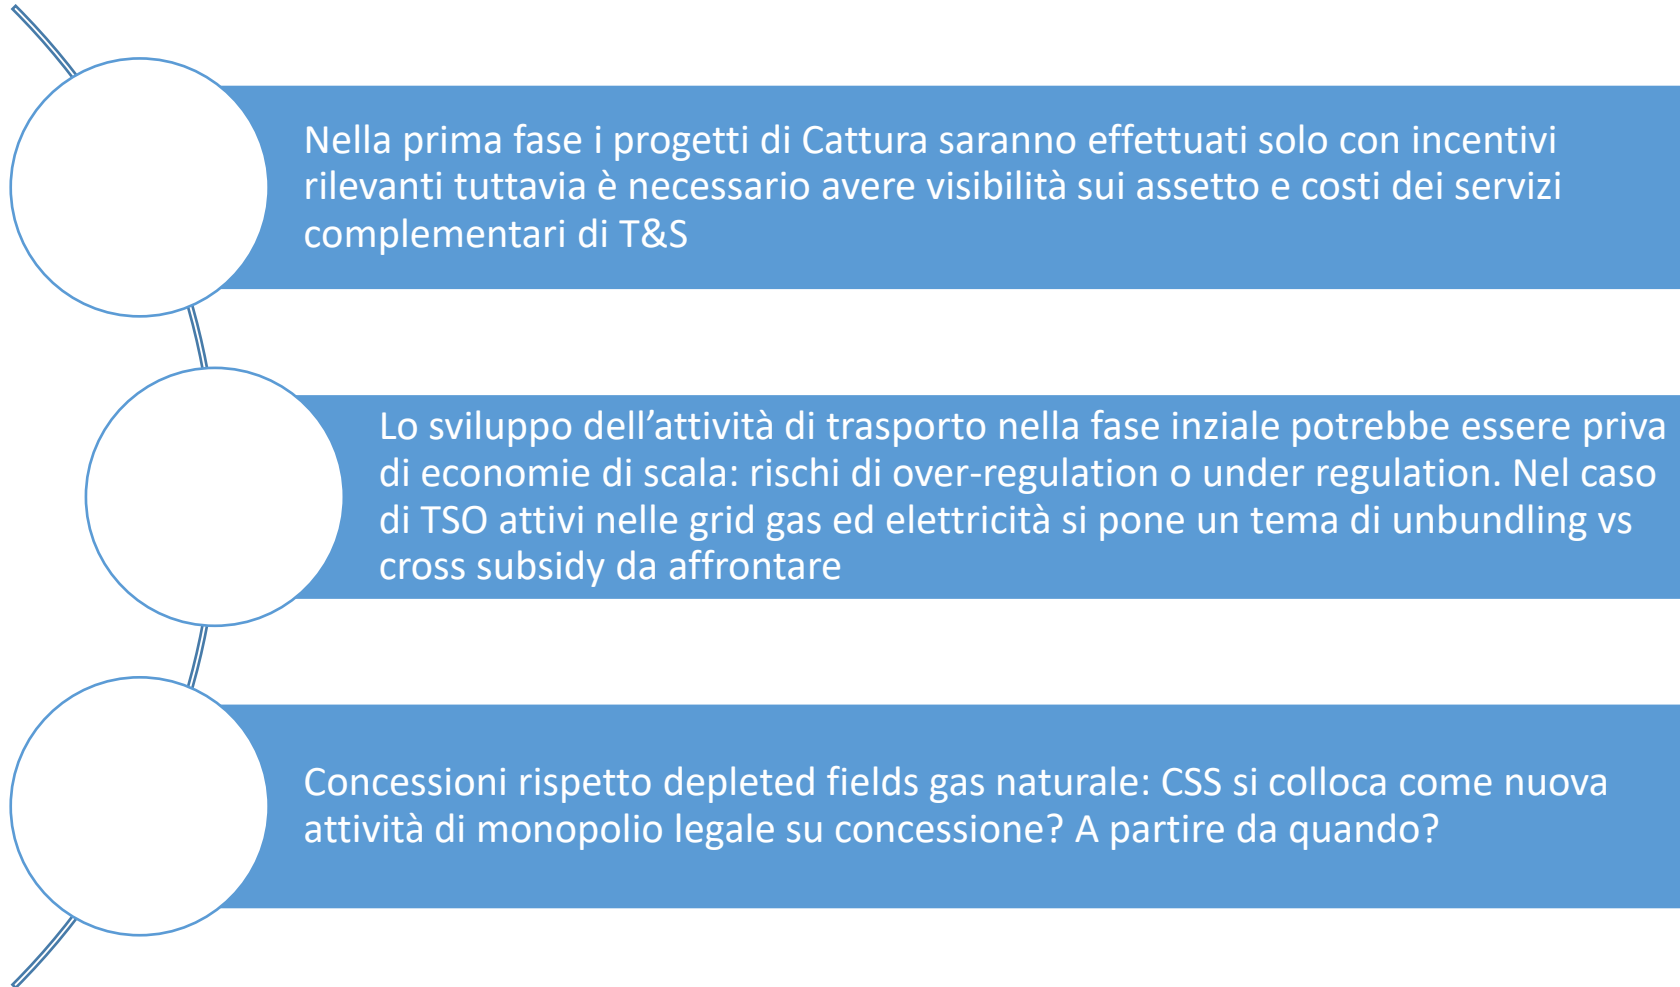 Nella prima fase i progetti di Cattura saranno effettuati solo con incentivi
rilevanti tuttavia è necessario avere visibilità sui assetto e costi dei servizi
complementari di T&S
Lo sviluppo dell’attività di trasporto nella fase inziale potrebbe essere priva
di economie di scala: rischi di over-regulation o under regulation. Nel caso
di TSO attivi nelle grid gas ed elettricità si pone un tema di unbundling vs
cross subsidy da affrontare
Concessioni rispetto depleted fields gas naturale: CSS si colloca come nuova
attività di monopolio legale su concessione? A partire da quando?